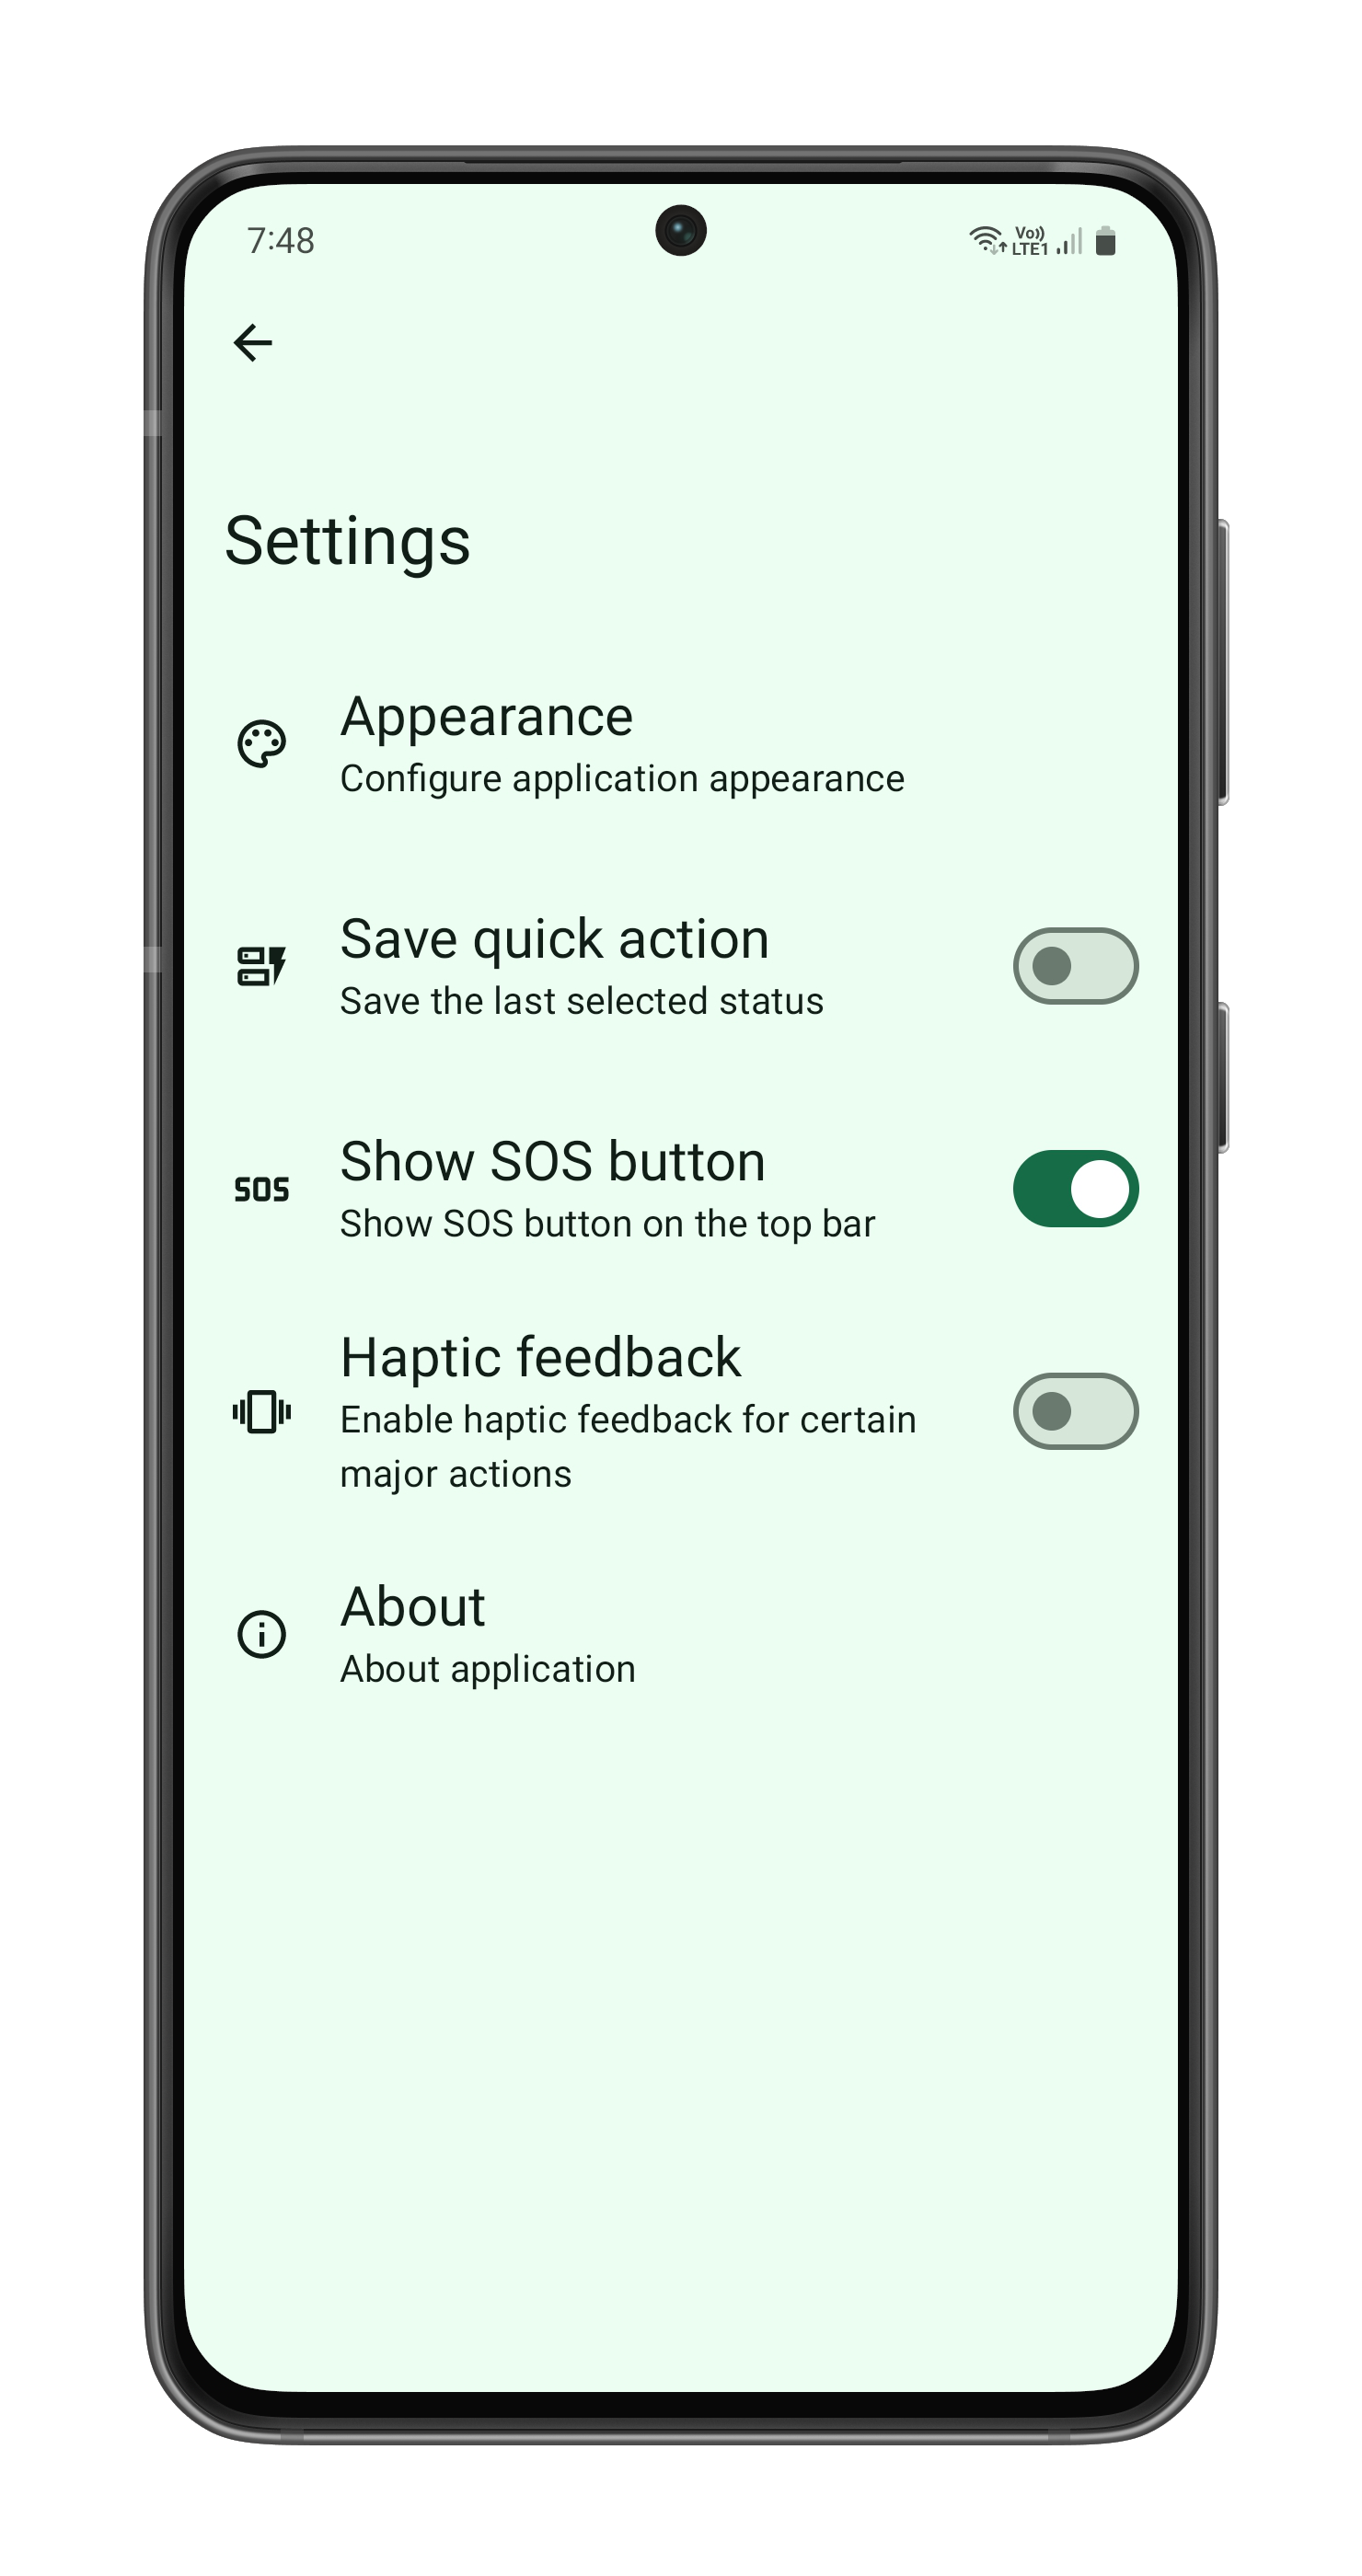 7:48
Vo))
LTE1
Settings
Appearance
Configure application appearance
Save quick action
Save the last selected status
SOS
Show SOS button
Show SOS button on the top bar
Haptic feedback
Enable haptic feedback for certain
major actions
About
About application